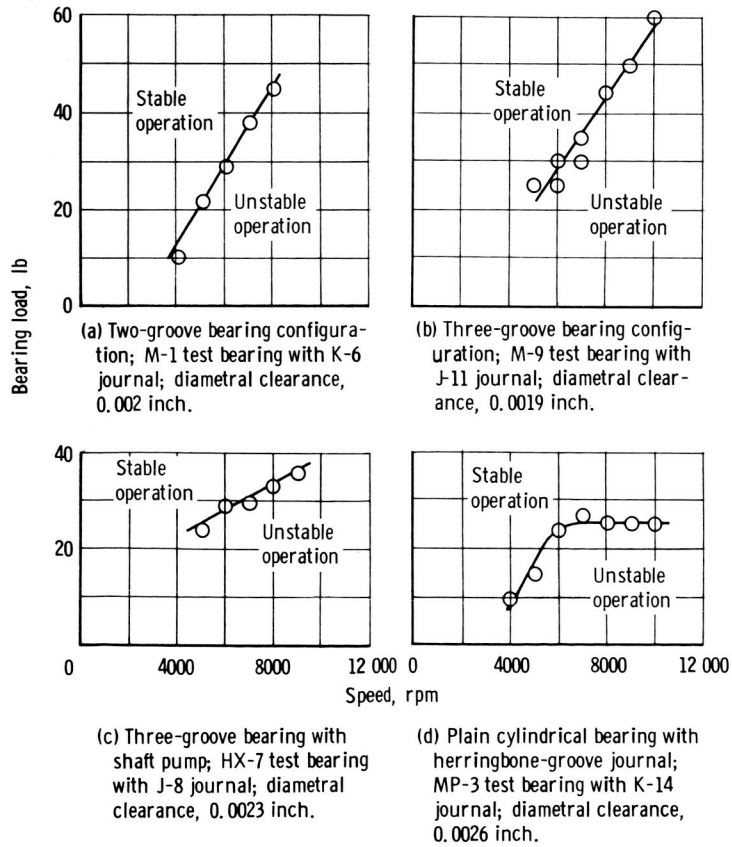 60
40
20
0
Bearing load, lb
Stable
operation
Unstable
operation
Stable
operation
Unstable
operation
(a) Two-groove bearing configura-
tion; M-1 test bearing with K-6
journal; diametral clearance,
0.002 inch.
(b) Three-groove bearing config-
uration; M-9 test bearing with
J-11 journal; diametral clear-
ance, 0.0019 inch.
40
20
Stable
operation
Unstable
operation
Stable
operation
Unstable
operation
0 4000 8000 12 000 0 4000 8000 12 000
Speed, rpm
(c) Three-groove bearing with
shaft pump; HX-7 test bearing
with J-8 journal; diametral
clearance, 0.0023 inch.
(d) Plain cylindrical bearing with
herringbone-groove journal;
MP-3 test bearing with K-14
journal; diametral clearance,
0.0026 inch.